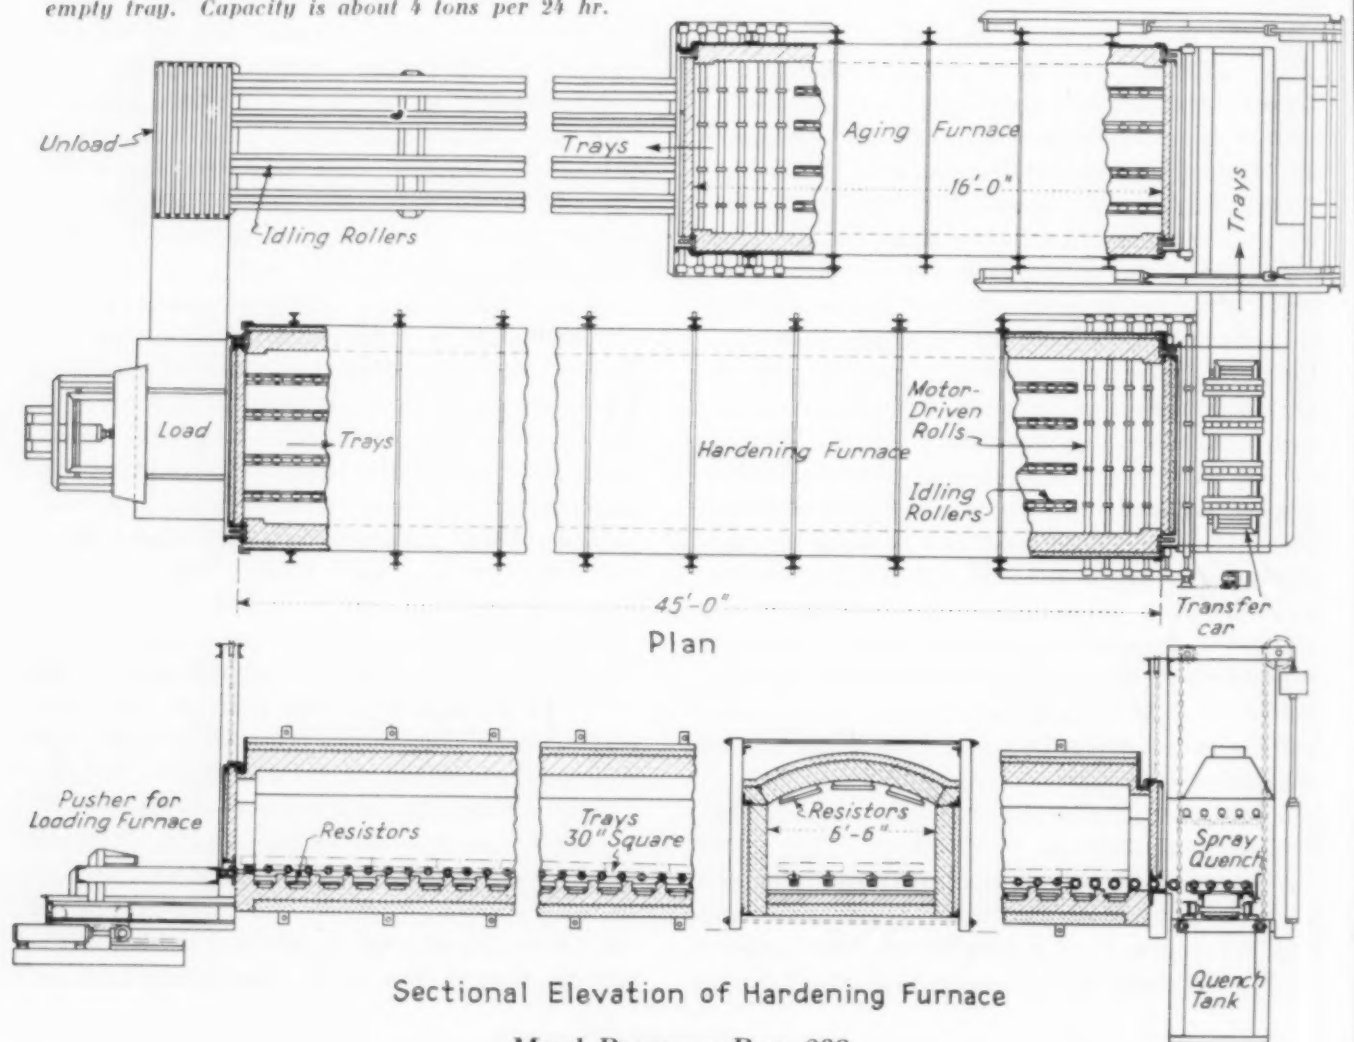 empty tray. Capacity is about 4 tons per 24 hr.
Unload
Trays
Aging Furnace
16'-0"
Trays
Idling Rollers
Load
Trays
Hardening Furnace
Motor-
Driven
Rolls
Idling
Rollers
45'-0"
Transfer
car
Plan
Pusher for
Loading Furnace
Resistors
Trays
30" Square
Resistors
6'-6"
Spray
Quench
Quench
Tank
Sectional Elevation of Hardening Furnace